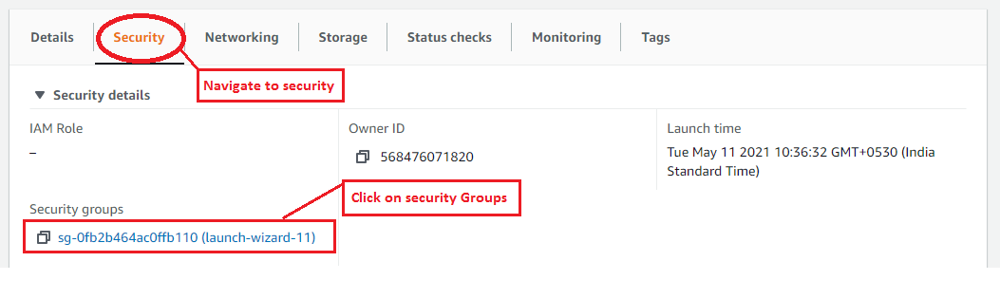 Details Security Networking Storage Status checks Monitoring Tags
Navigate to security
▼ Security details
IAM Role
–
Owner ID
568476071820
Launch time
Tue May 11 2021 10:36:32 GMT+0530 (India
Standard Time)
Click on security Groups
Security groups
sg-0fb2b464ac0ffb110 (launch-wizard-11)